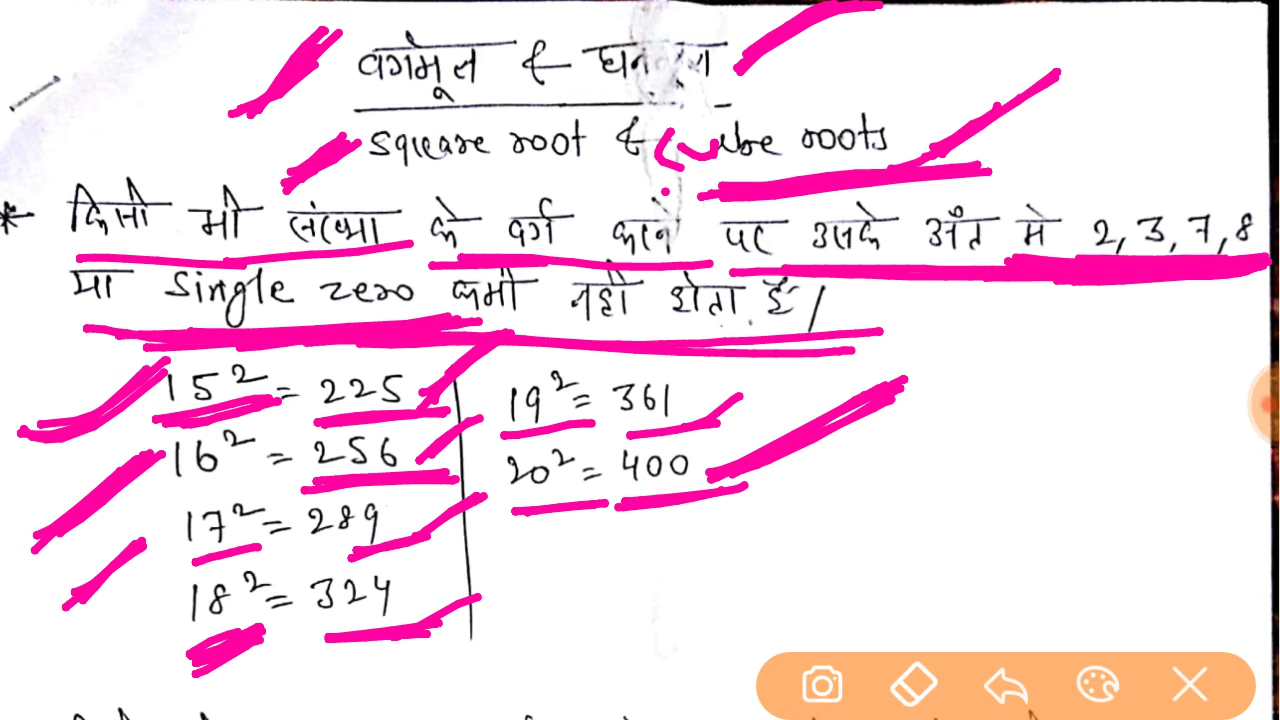 वर्गमूल & घनमूल
square root & Cube roots
* किसी भी संख्या के वर्ग करने पर उसके अंत मे 2, 3, 7, 8
या single zero कभी नही होता है।
15² = 225
16² = 256
17² = 289
18² = 324
19² = 361
20² = 400